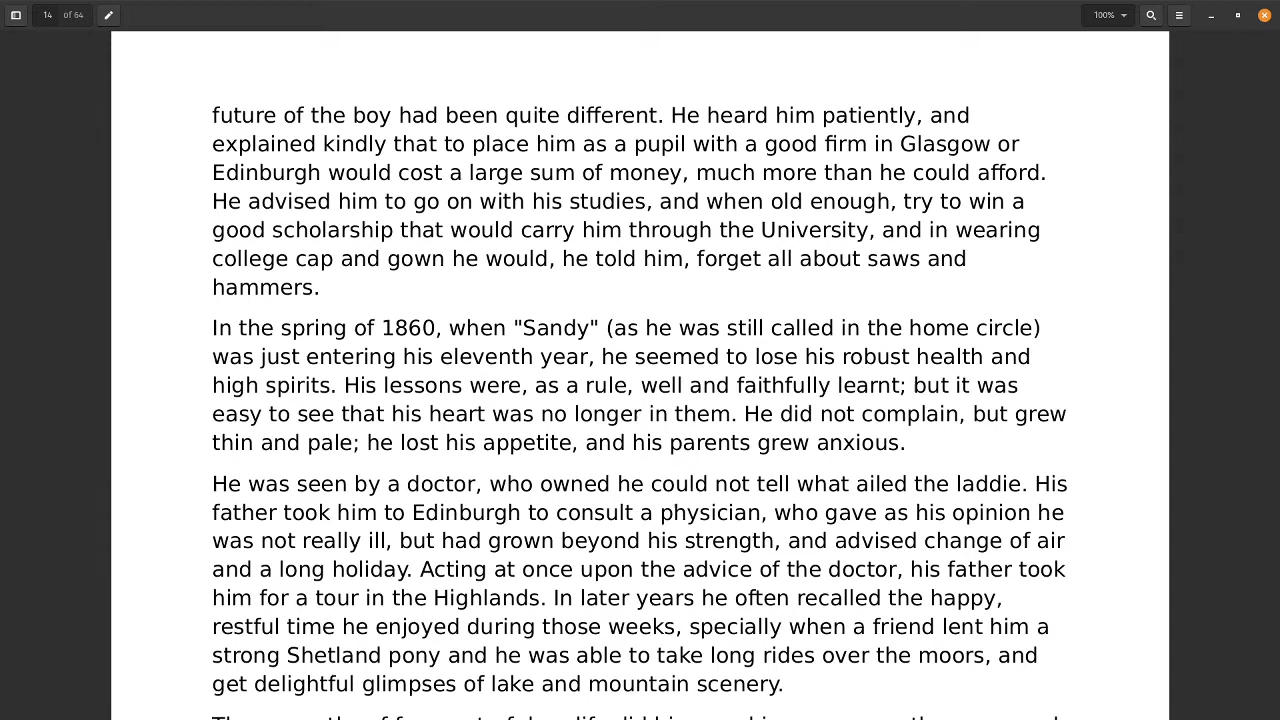 14 of 64
100%
future of the boy had been quite different. He heard him patiently, and
explained kindly that to place him as a pupil with a good firm in Glasgow or
Edinburgh would cost a large sum of money, much more than he could afford.
He advised him to go on with his studies, and when old enough, try to win a
good scholarship that would carry him through the University, and in wearing
college cap and gown he would, he told him, forget all about saws and
hammers.
In the spring of 1860, when "Sandy" (as he was still called in the home circle)
was just entering his eleventh year, he seemed to lose his robust health and
high spirits. His lessons were, as a rule, well and faithfully learnt; but it was
easy to see that his heart was no longer in them. He did not complain, but grew
thin and pale; he lost his appetite, and his parents grew anxious.
He was seen by a doctor, who owned he could not tell what ailed the laddie. His
father took him to Edinburgh to consult a physician, who gave as his opinion he
was not really ill, but had grown beyond his strength, and advised change of air
and a long holiday. Acting at once upon the advice of the doctor, his father took
him for a tour in the Highlands. In later years he often recalled the happy,
restful time he enjoyed during those weeks, specially when a friend lent him a
strong Shetland pony and he was able to take long rides over the moors, and
get delightful glimpses of lake and mountain scenery.